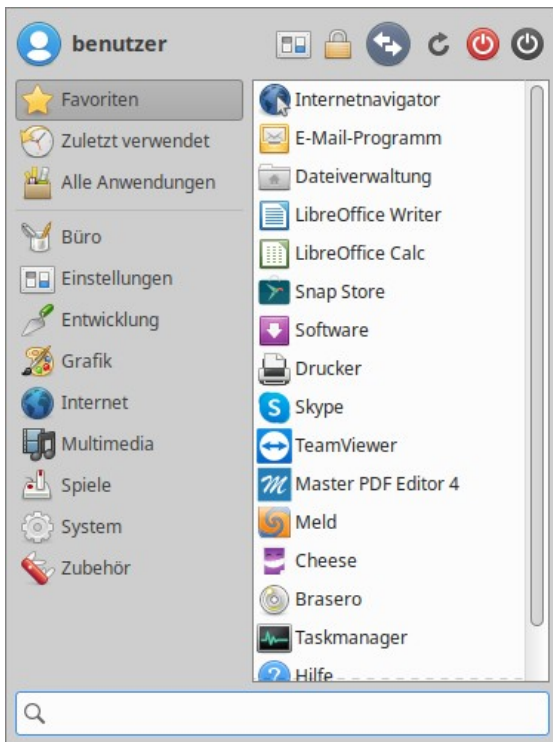 benutzer
Favoriten
Zuletzt verwendet
Alle Anwendungen
Büro
Einstellungen
Entwicklung
Grafik
Internet
Multimedia
Spiele
System
Zubehör
Internetnavigator
E-Mail-Programm
Dateiverwaltung
LibreOffice Writer
LibreOffice Calc
Snap Store
Software
Drucker
Skype
TeamViewer
Master PDF Editor 4
Meld
Cheese
Brasero
Taskmanager
Hilfe